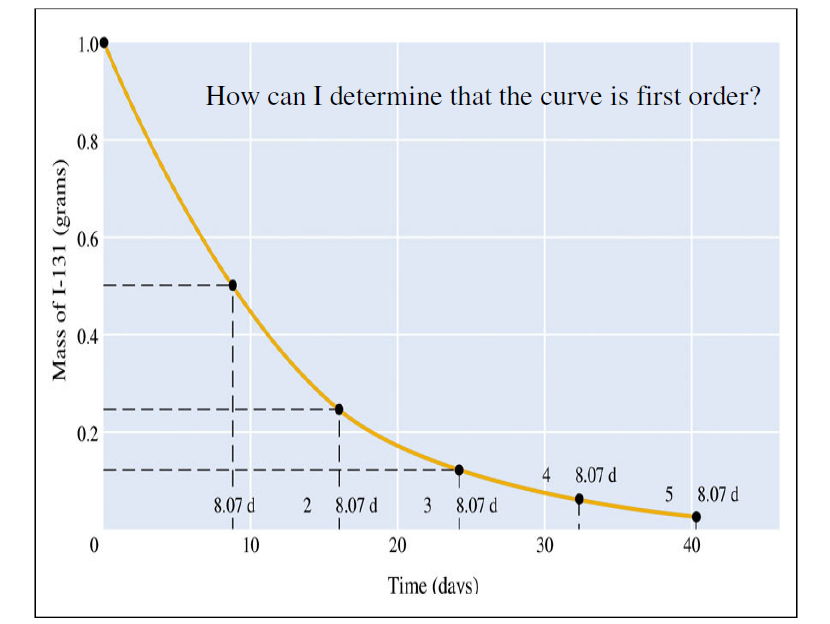 How can I determine that the curve is first order?
Mass of I-131 (grams)
1.0
0.8
0.6
0.4
0.2
4 8.07 d
5 8.07 d
8.07 d 2 8.07 d 3 8.07 d
0 10 20 30 40
Time (days)